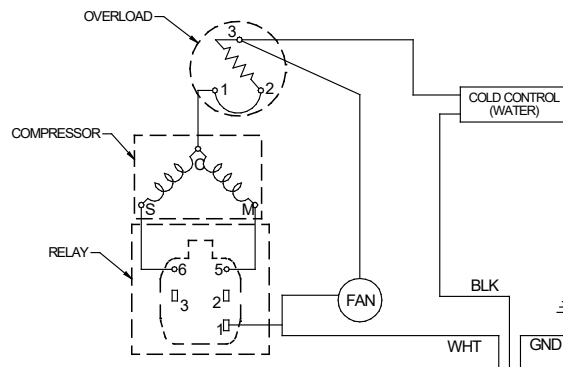 OVERLOAD
3
1
2
COLD CONTROL
(WATER)
COMPRESSOR
C
S
M
RELAY
6
5
3
2
1
FAN
BLK
WHT
GND